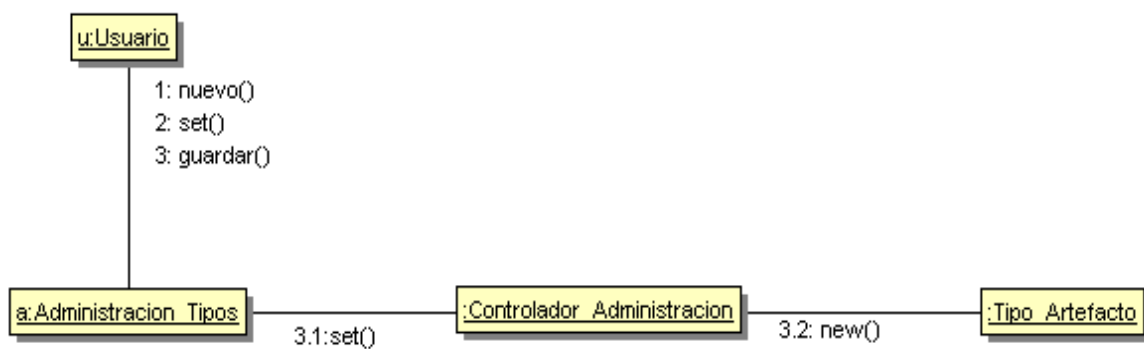 u:Usuario
1: nuevo()
2: set()
3: guardar()
a:Administracion_Tipos
3.1:set()
:Controlador_Administracion
3.2: new()
:Tipo_Artefacto